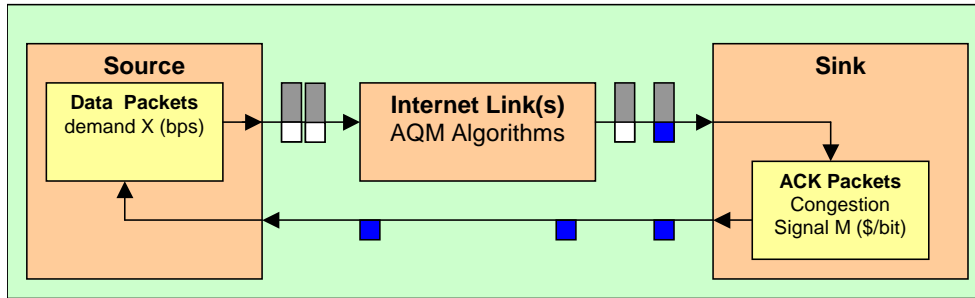 Source
Data Packets
demand X (bps)
Internet Link(s)
AQM Algorithms
Sink
ACK Packets
Congestion
Signal M ($/bit)